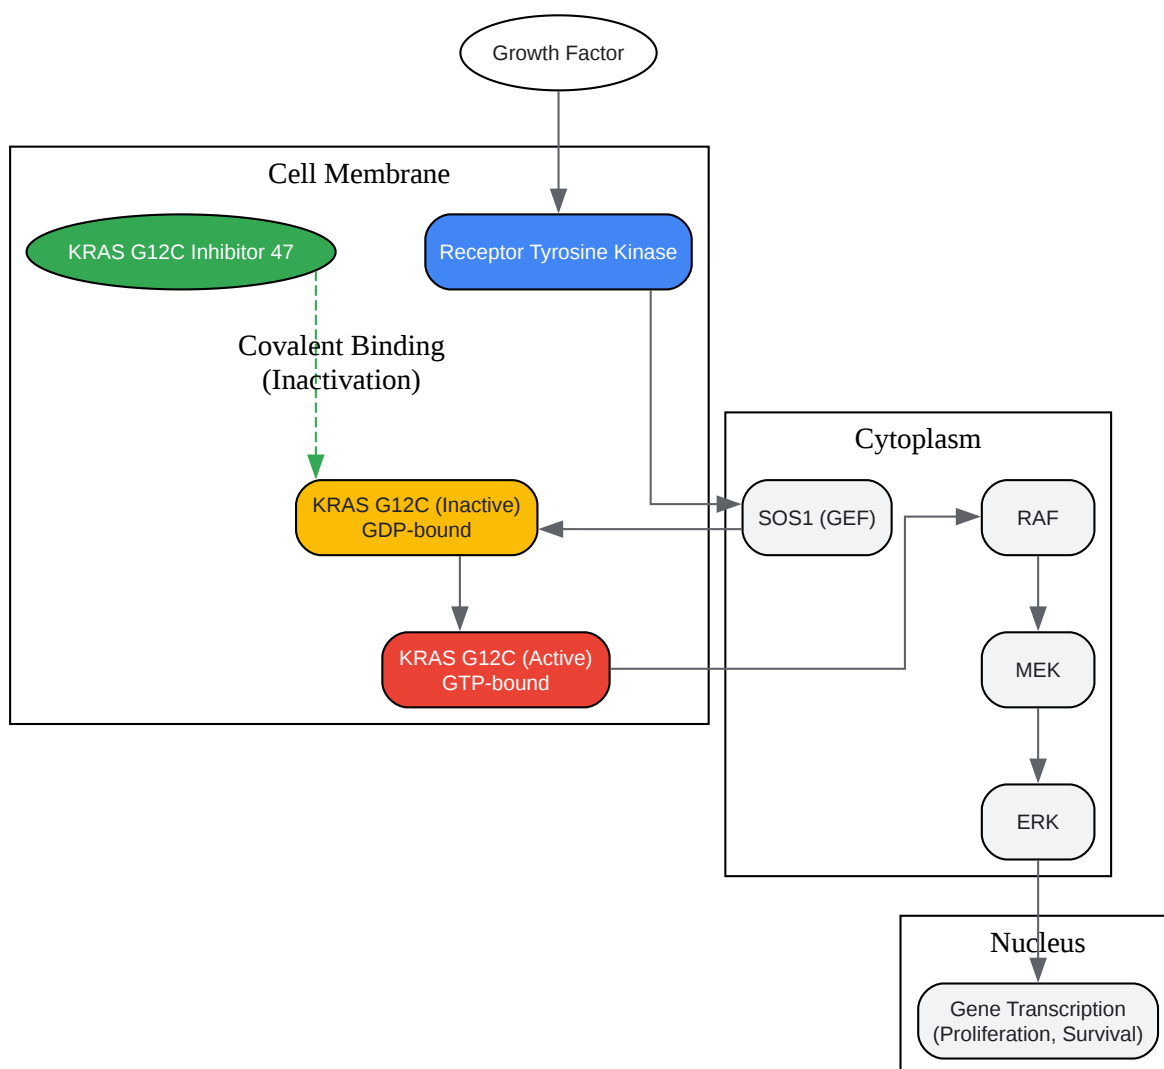 Growth Factor
Cell Membrane
KRAS G12C Inhibitor 47
Receptor Tyrosine Kinase
Covalent Binding
(Inactivation)
Cytoplasm
KRAS G12C (Inactive)
GDP-bound
SOS1 (GEF)
RAF
KRAS G12C (Active)
GTP-bound
MEK
ERK
Nucleus
Gene Transcription
(Proliferation, Survival)